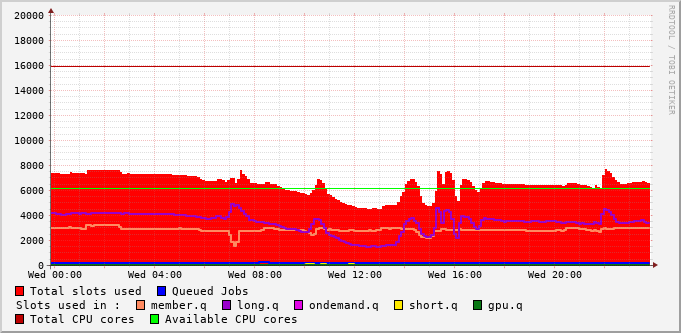 RRDTOOL / TOBI OETIKER
20000
18000
16000
14000
12000
10000
8000
6000
4000
2000
0
Wed 00:00 Wed 04:00 Wed 08:00 Wed 12:00 Wed 16:00 Wed 20:00
Total slots used Queued Jobs
Slots used in : member.q long.q ondemand.q short.q gpu.q
Total CPU cores Available CPU cores